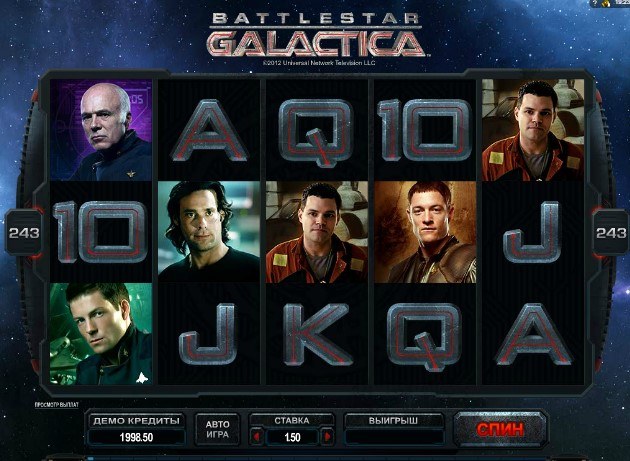 BATTLESTAR
GALACTICA
©2012 Universal Network Television LLC
A Q 10
243 10 J 243
J K Q A
ПРОСМОТР ВЫПЛАТ
ДЕМО КРЕДИТЫ
1998.50
АВТО
ИГРА
СТАВКА
1.50
ВЫИГРЫШ
СПИН